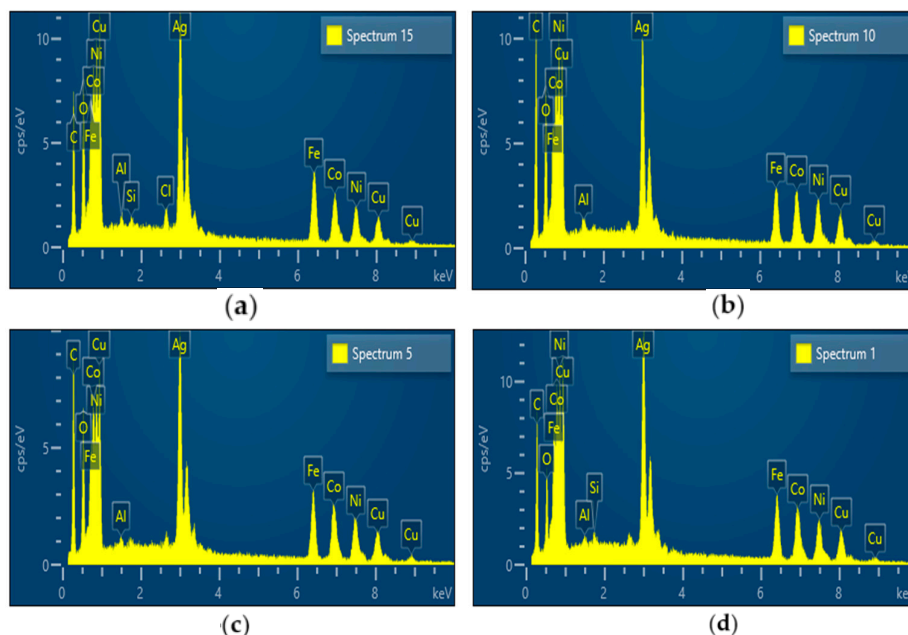 Cu Ag Spectrum 15
10
Ni
Co
O
cps/eV
5
C Fe
Al Si Cl
Fe Co Ni Cu Cu
0
0 2 4 6 8 keV
(a)
C Ni Ag Spectrum 10
10
Cu
Co
O
cps/eV
5
Fe
Al
Fe Co Ni Cu Cu
0
0 2 4 6 8 keV
(b)
Cu Ag Spectrum 5
C
Co
Ni
O
cps/eV
5
Fe
Al
Fe Co Ni Cu Cu
0
0 2 4 6 8 keV
(c)
Ni Ag Spectrum 1
10
Cu
C Co
Fe
O
cps/eV
5
Si
Al
Fe Co Ni Cu Cu
0
0 2 4 6 8 ke
(d)